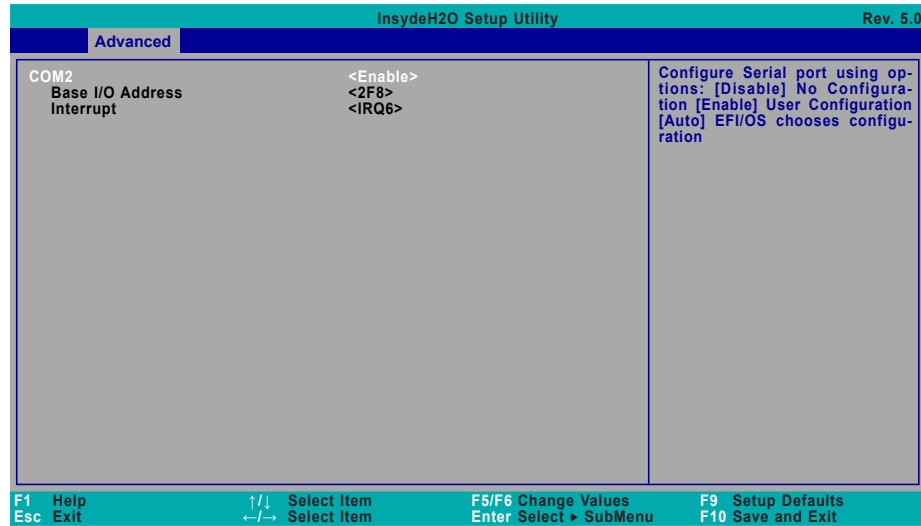 InsydeH2O Setup Utility Rev. 5.0
Advanced
COM2 <Enable>
Base I/O Address <2F8>
Interrupt <IRQ6>
Configure Serial port using op-
tions: [Disable] No Configura-
tion [Enable] User Configuration
[Auto] EFI/OS chooses configu-
ration
F1 Help ↑/↓ Select Item F5/F6 Change Values F9 Setup Defaults
Esc Exit ←/→ Select Item Enter Select ▸ SubMenu F10 Save and Exit